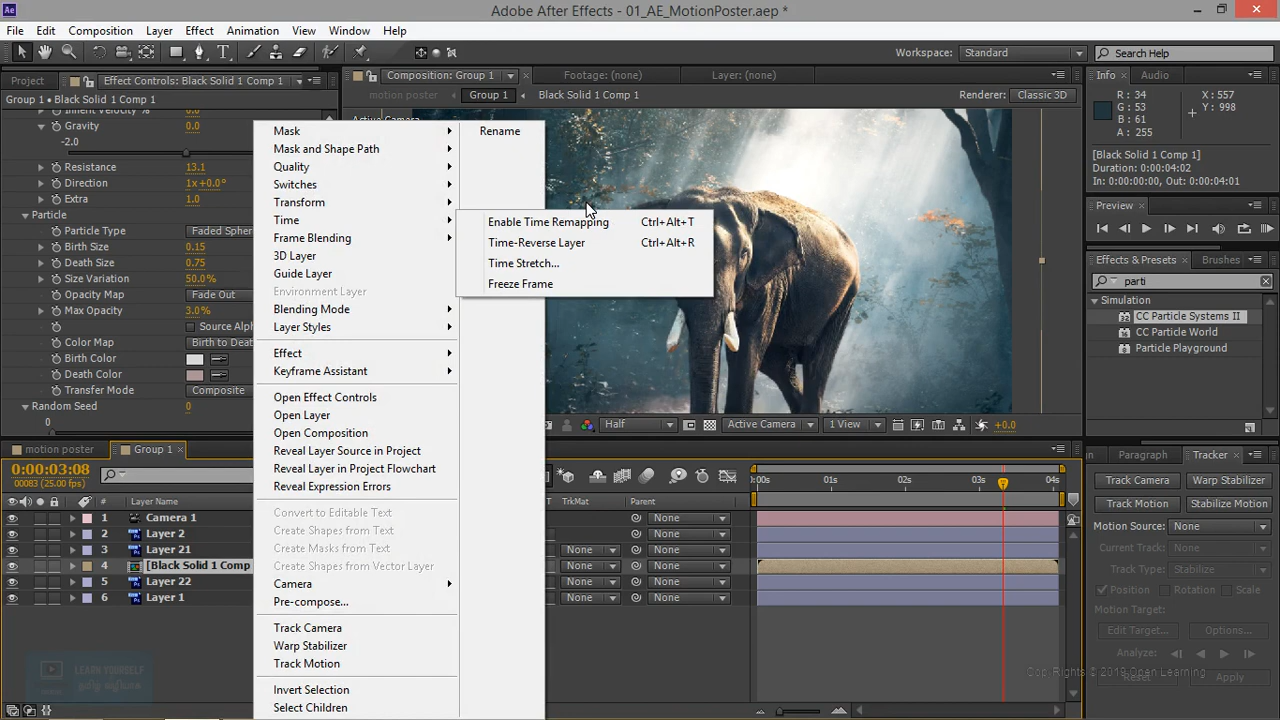 Adobe After Effects - 01_AE_MotionPoster.aep *
File Edit Composition Layer Effect Animation View Window Help
Workspace: Standard Search Help
Project Effect Controls: Black Solid 1 Comp 1 Composition: Group 1 Footage: (none) Layer: (none) Info Audio
Group 1 • Black Solid 1 Comp 1 motion poster Group 1 Black Solid 1 Comp 1 Renderer: Classic 3D
R: 34
G: 53
B: 61
A: 255
X: 557
Y: 998
[Black Solid 1 Comp 1]
Duration: 0:00:04:02
In: 0:00:00:00, Out: 0:00:04:01
Preview
Effects & Presets Brushes
parti
Simulation
CC Particle Systems II
CC Particle World
Particle Playground
Inherent Velocity % 0.0
Gravity 0.0
-2.0
Resistance 13.1
Direction 1x+0.0°
Extra 1.0
Particle
Particle Type Faded Spher
Birth Size 0.15
Death Size 0.75
Size Variation 50.0%
Opacity Map Fade Out
Max Opacity 3.0%
Source Alph
Color Map Birth to Deat
Birth Color
Death Color
Transfer Mode Composite
Random Seed 0
0
Active Camera
Mask
Mask and Shape Path
Quality
Switches
Transform
Time
Frame Blending
3D Layer
Guide Layer
Environment Layer
Blending Mode
Layer Styles
Effect
Keyframe Assistant
Open Effect Controls
Open Layer
Open Composition
Reveal Layer Source in Project
Reveal Layer in Project Flowchart
Reveal Expression Errors
Convert to Editable Text
Create Shapes from Text
Create Masks from Text
Create Shapes from Vector Layer
Camera
Pre-compose...
Track Camera
Warp Stabilizer
Track Motion
Invert Selection
Select Children
Rename
Enable Time Remapping Ctrl+Alt+T
Time-Reverse Layer Ctrl+Alt+R
Time Stretch...
Freeze Frame
Half Active Camera 1 View +0.0
motion poster Group 1
0:00:03:08
00083 (25.00 fps)
# Layer Name TrkMat Parent
:00s 01s 02s 03s 04s
1 Camera 1 None
2 Layer 2 None
3 Layer 21 None None
4 [Black Solid 1 Comp None None
5 Layer 22 None None
6 Layer 1 None None
Paragraph Tracker
Track Camera Warp Stabilizer
Track Motion Stabilize Motion
Motion Source: None
Current Track: None
Track Type: Stabilize
Position Rotation Scale
Motion Target:
Edit Target... Options...
Analyze:
Reset Apply
LEARN YOURSELF
Cop Rights © 2019 Open Learning